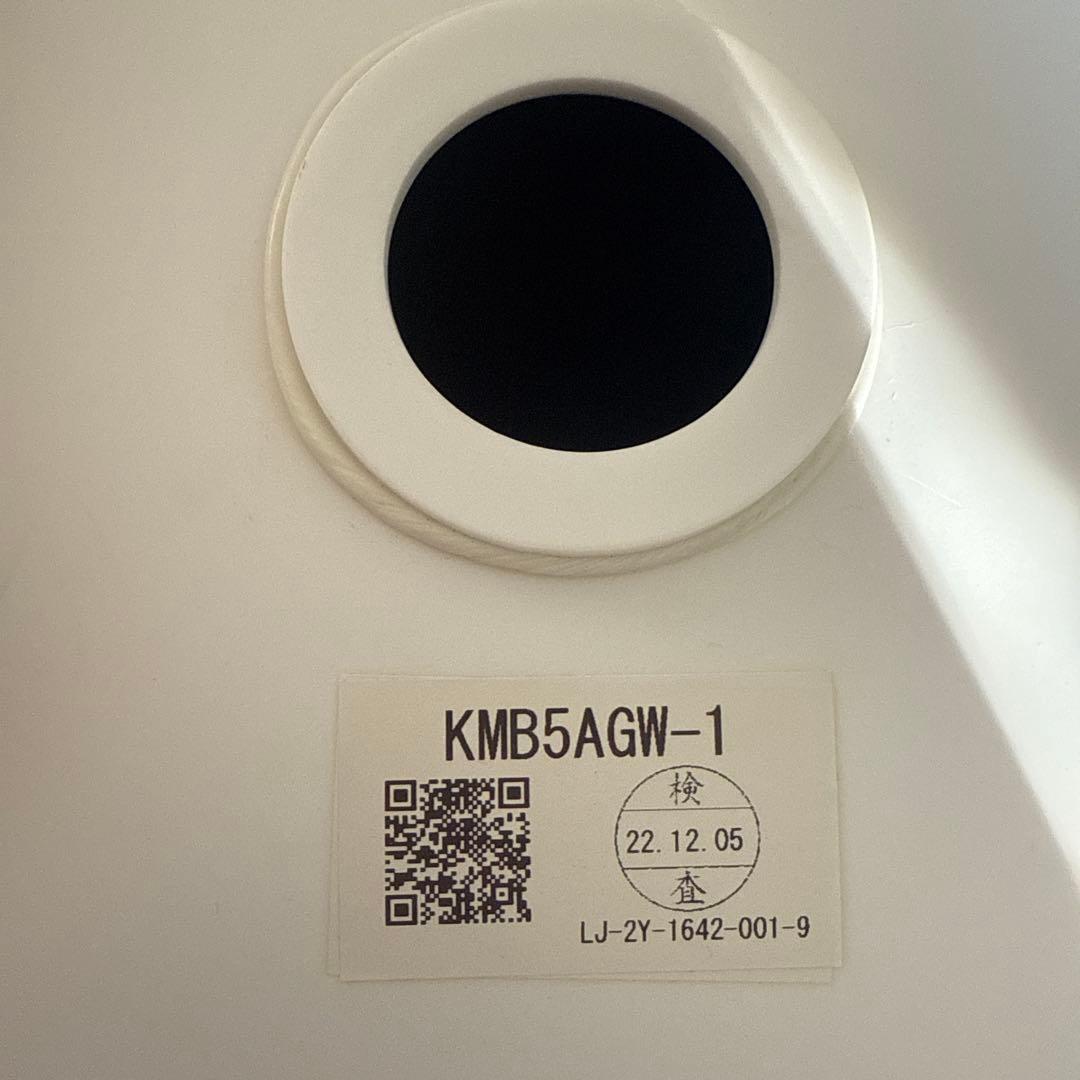 KMB5AGW-1
検
22.12.05
査
LJ-2Y-1642-001-9